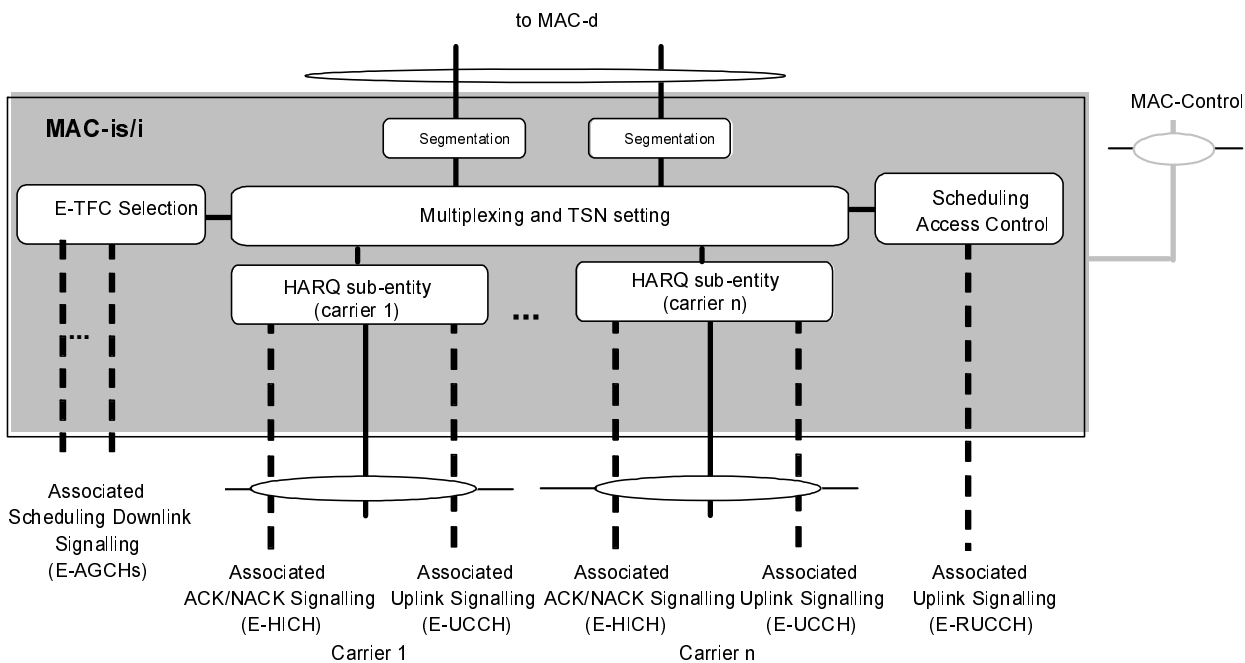 to MAC-d
MAC-Control
MAC-is/i
Segmentation
Segmentation
E-TFC Selection
Multiplexing and TSN setting
Scheduling
Access Control
HARQ sub-entity
(carrier 1)
...
HARQ sub-entity
(carrier n)
...
Associated
Scheduling Downlink
Signalling
(E-AGCHs)
Associated
ACK/NACK Signalling
(E-HICH)
Associated
Uplink Signalling
(E-UCCH)
Carrier 1
Associated
ACK/NACK Signalling
(E-HICH)
Associated
Uplink Signalling
(E-UCCH)
Carrier n
Associated
Uplink Signalling
(E-RUCCH)